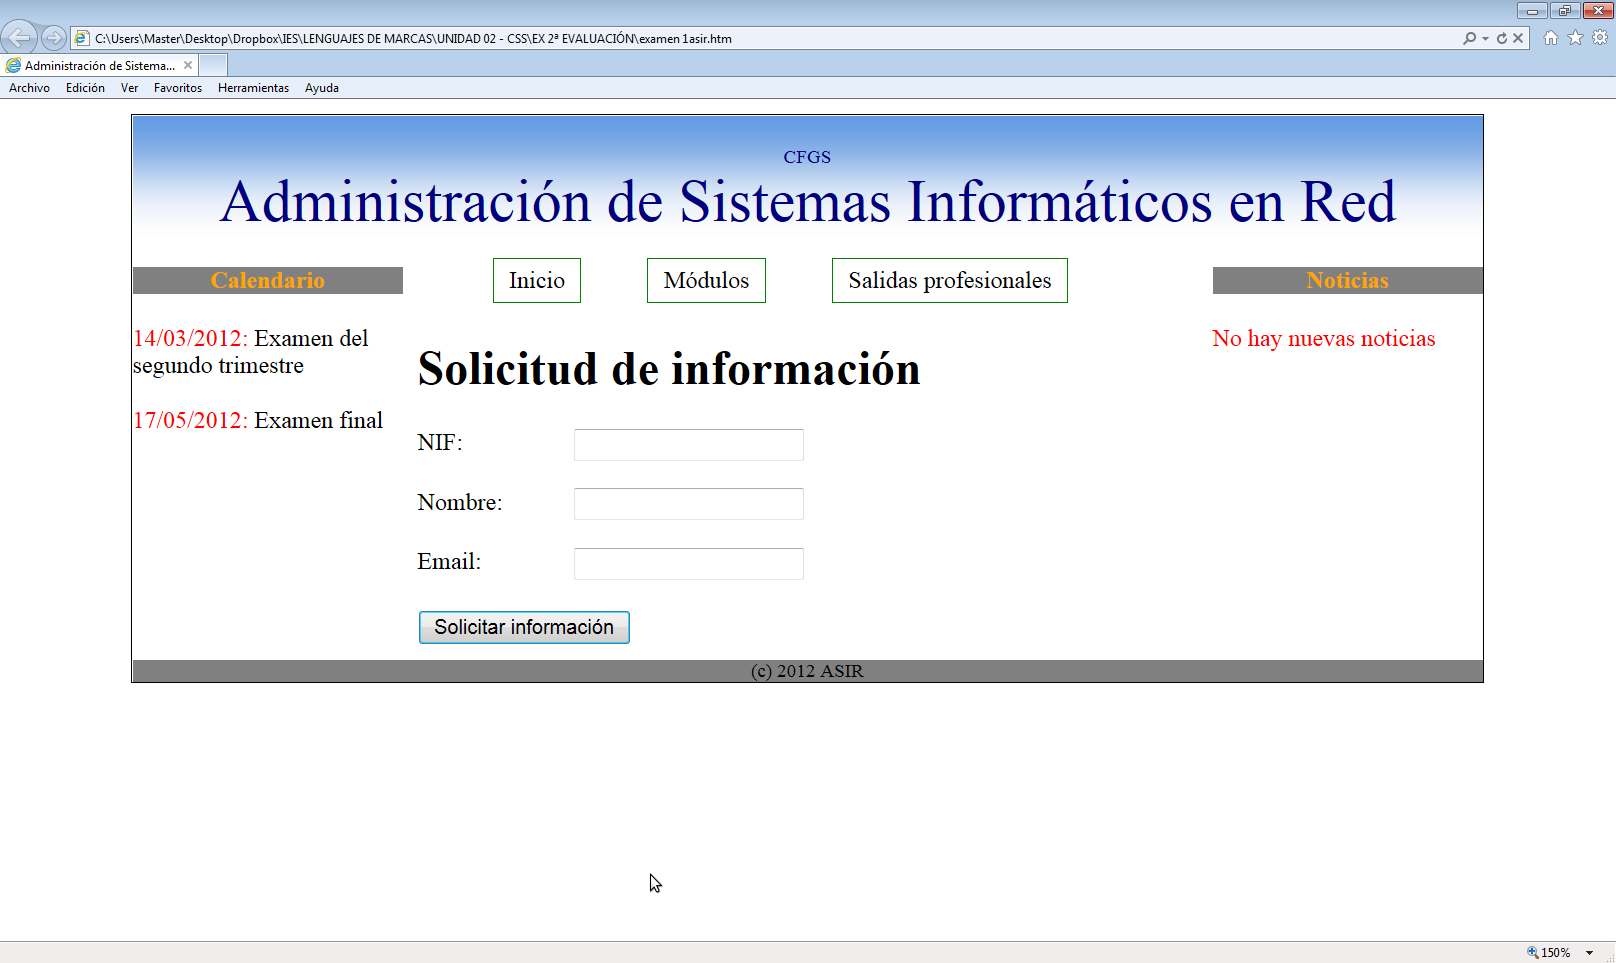 C:\Users\Master\Desktop\Dropbox\IES\LENGUAJES DE MARCAS\UNIDAD 02 - CSS\EX 2ª EVALUACIÓN\examen 1asir.htm
Administración de Sistema...
Archivo Edición Ver Favoritos Herramientas Ayuda
CFGS
Administración de Sistemas Informáticos en Red
Calendario
14/03/2012: Examen del
segundo trimestre
17/05/2012: Examen final
Inicio Módulos Salidas profesionales
Solicitud de información
NIF:
Nombre:
Email:
Solicitar información
Noticias
No hay nuevas noticias
(c) 2012 ASIR
150%